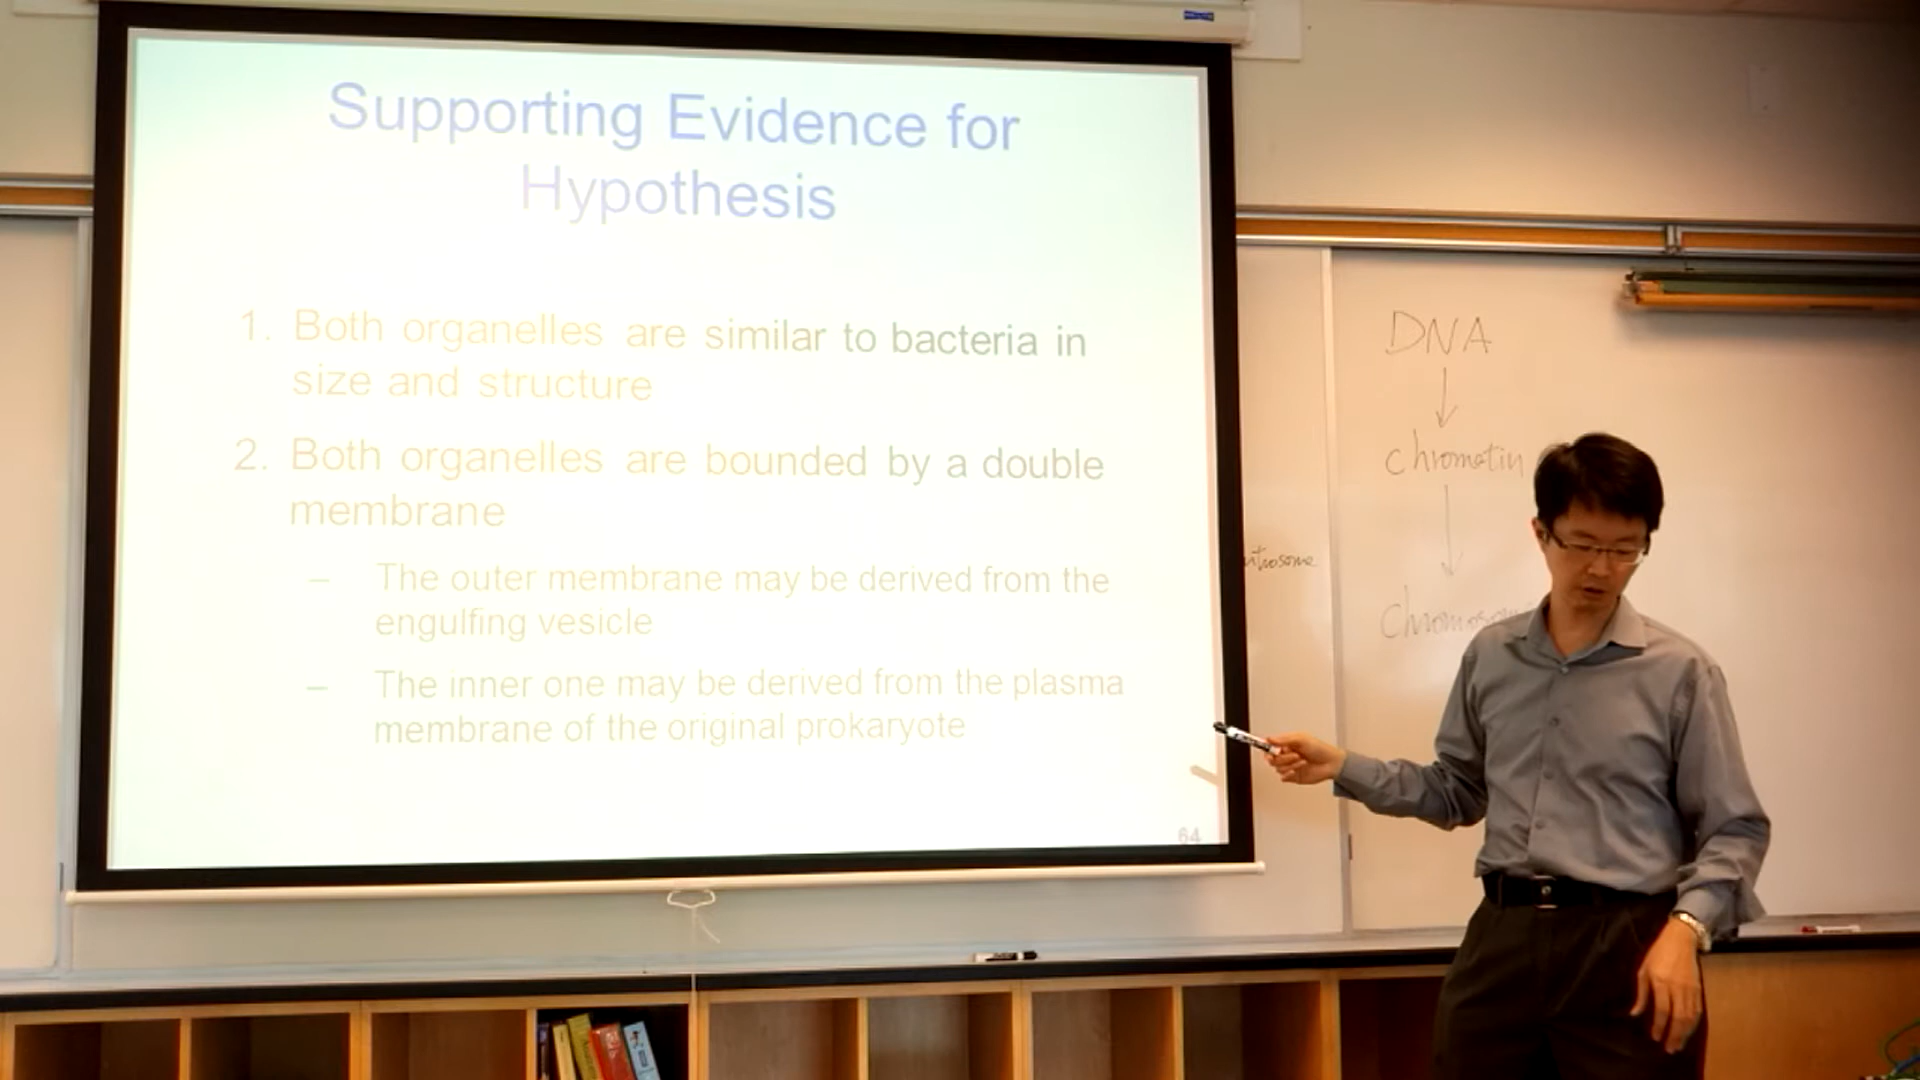 Supporting Evidence for
Hypothesis
1. Both organelles are similar to bacteria in
size and structure
2. Both organelles are bounded by a double
membrane
– The outer membrane may be derived from the
engulfing vesicle
– The inner one may be derived from the plasma
membrane of the original prokaryote
64
DNA
chromatin